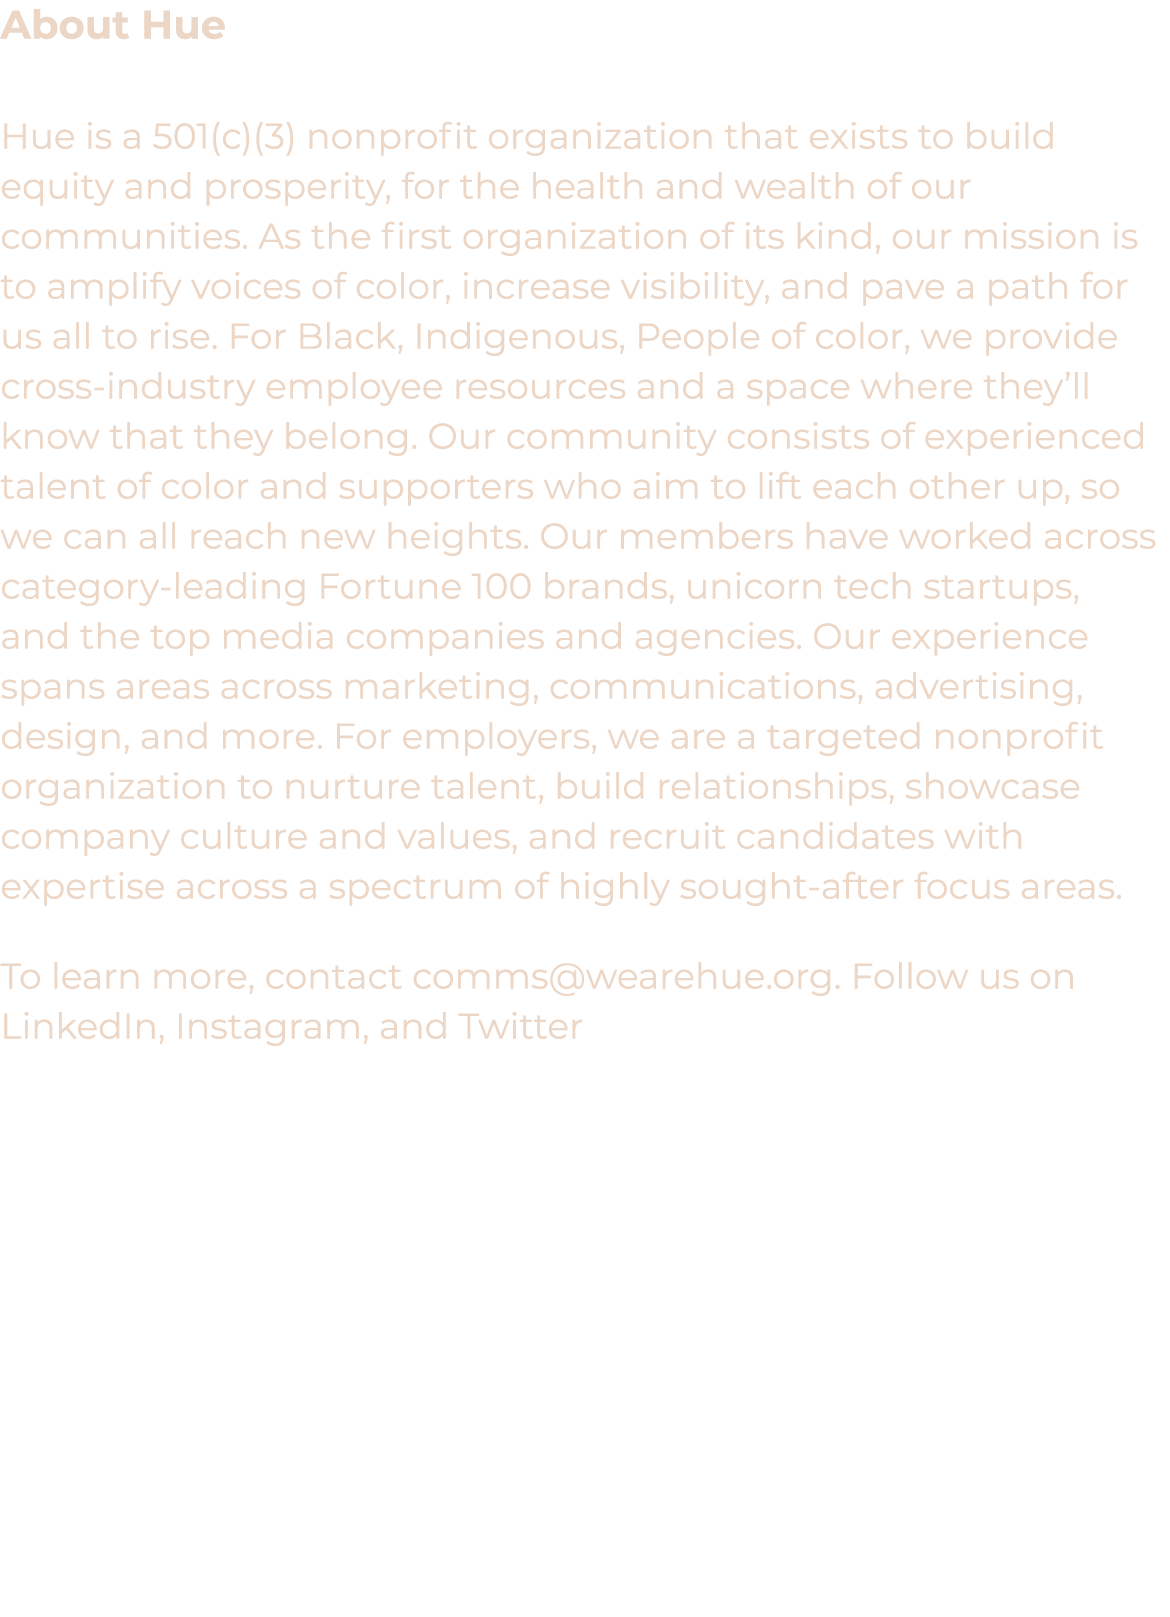 About Hue
Hue is a 501(c)(3) nonprofit organization that exists to build
equity and prosperity, for the health and wealth of our
communities. As the first organization of its kind, our mission is
to amplify voices of color, increase visibility, and pave a path for
us all to rise. For Black, Indigenous, People of color, we provide
cross-industry employee resources and a space where they’ll
know that they belong. Our community consists of experienced
talent of color and supporters who aim to lift each other up, so
we can all reach new heights. Our members have worked across
category-leading Fortune 100 brands, unicorn tech startups,
and the top media companies and agencies. Our experience
spans areas across marketing, communications, advertising,
design, and more. For employers, we are a targeted nonprofit
organization to nurture talent, build relationships, showcase
company culture and values, and recruit candidates with
expertise across a spectrum of highly sought-after focus areas.
To learn more, contact comms@wearehue.org. Follow us on
LinkedIn, Instagram, and Twitter